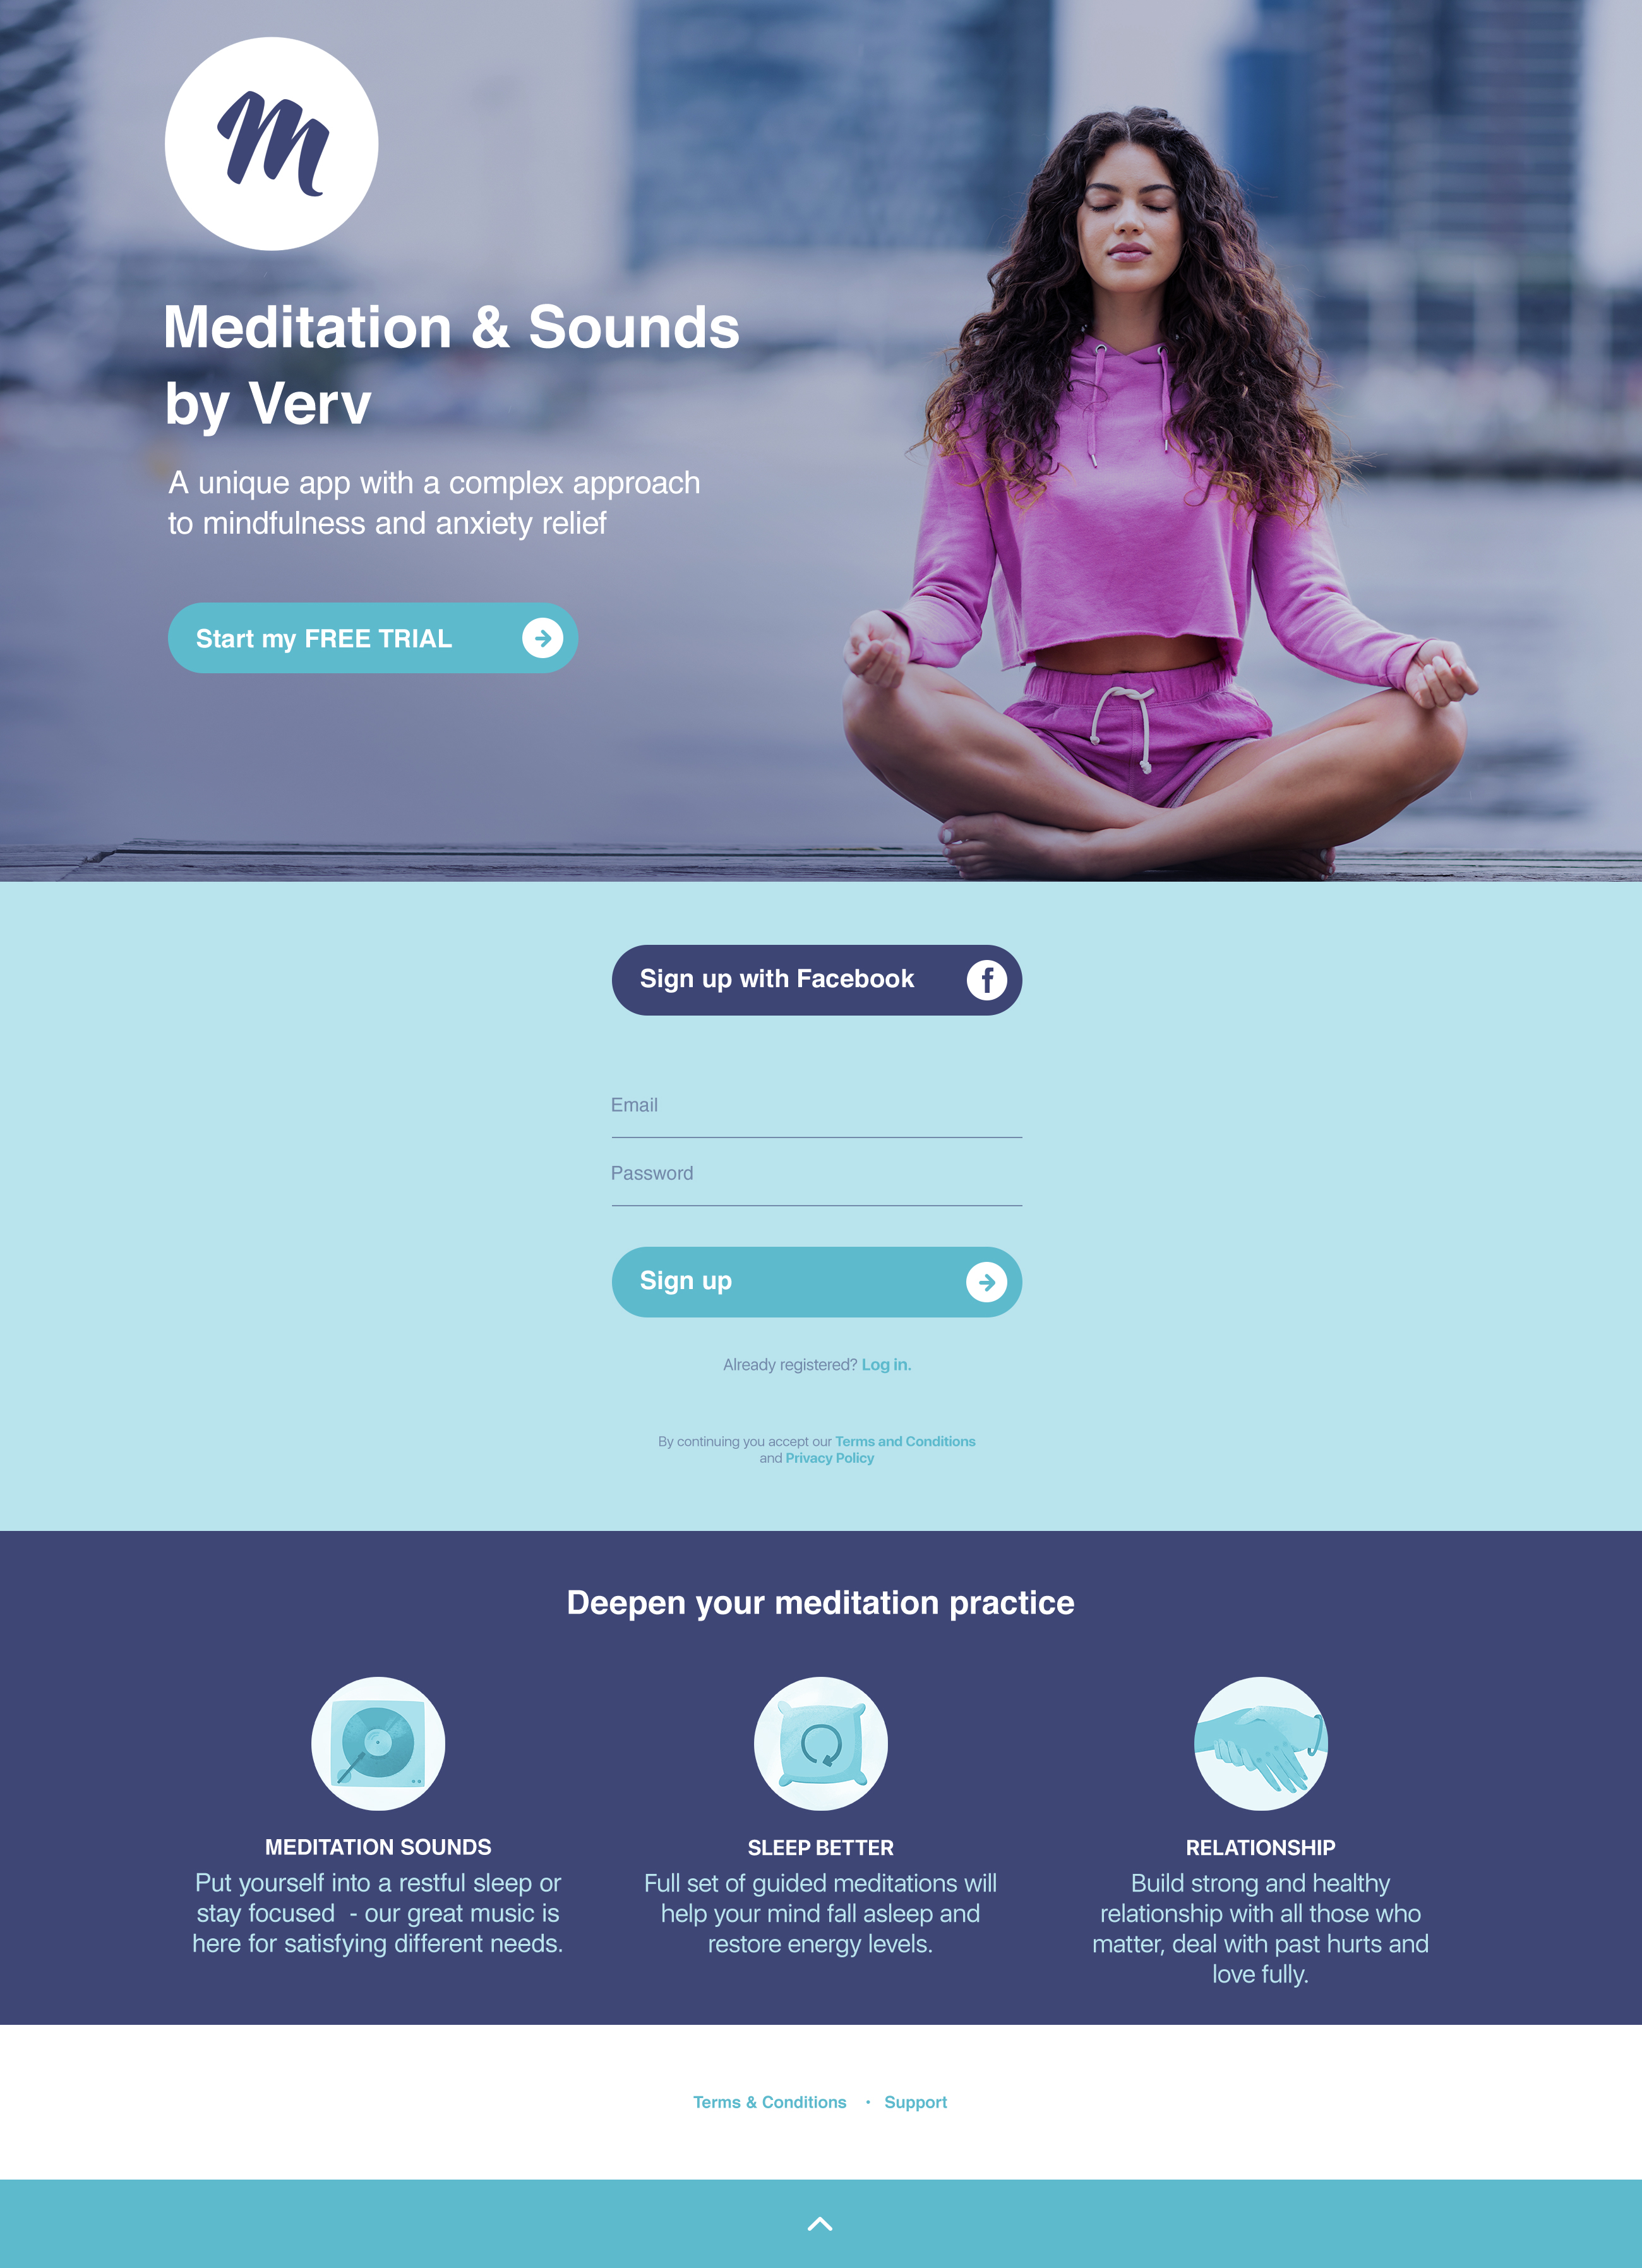 M
Meditation & Sounds
by Verv
A unique app with a complex approach
to mindfulness and anxiety relief
Start my FREE TRIAL
Sign up with Facebook
f
Email
Password
Sign up
Already registered? Log in.
By continuing you accept our Terms and Conditions
and Privacy Policy
Deepen your meditation practice
MEDITATION SOUNDS
Put yourself into a restful sleep or
stay focused  - our great music is
here for satisfying different needs.
SLEEP BETTER
Full set of guided meditations will
help your mind fall asleep and
restore energy levels.
RELATIONSHIP
Build strong and healthy
relationship with all those who
matter, deal with past hurts and
love fully.
Terms & Conditions • Support